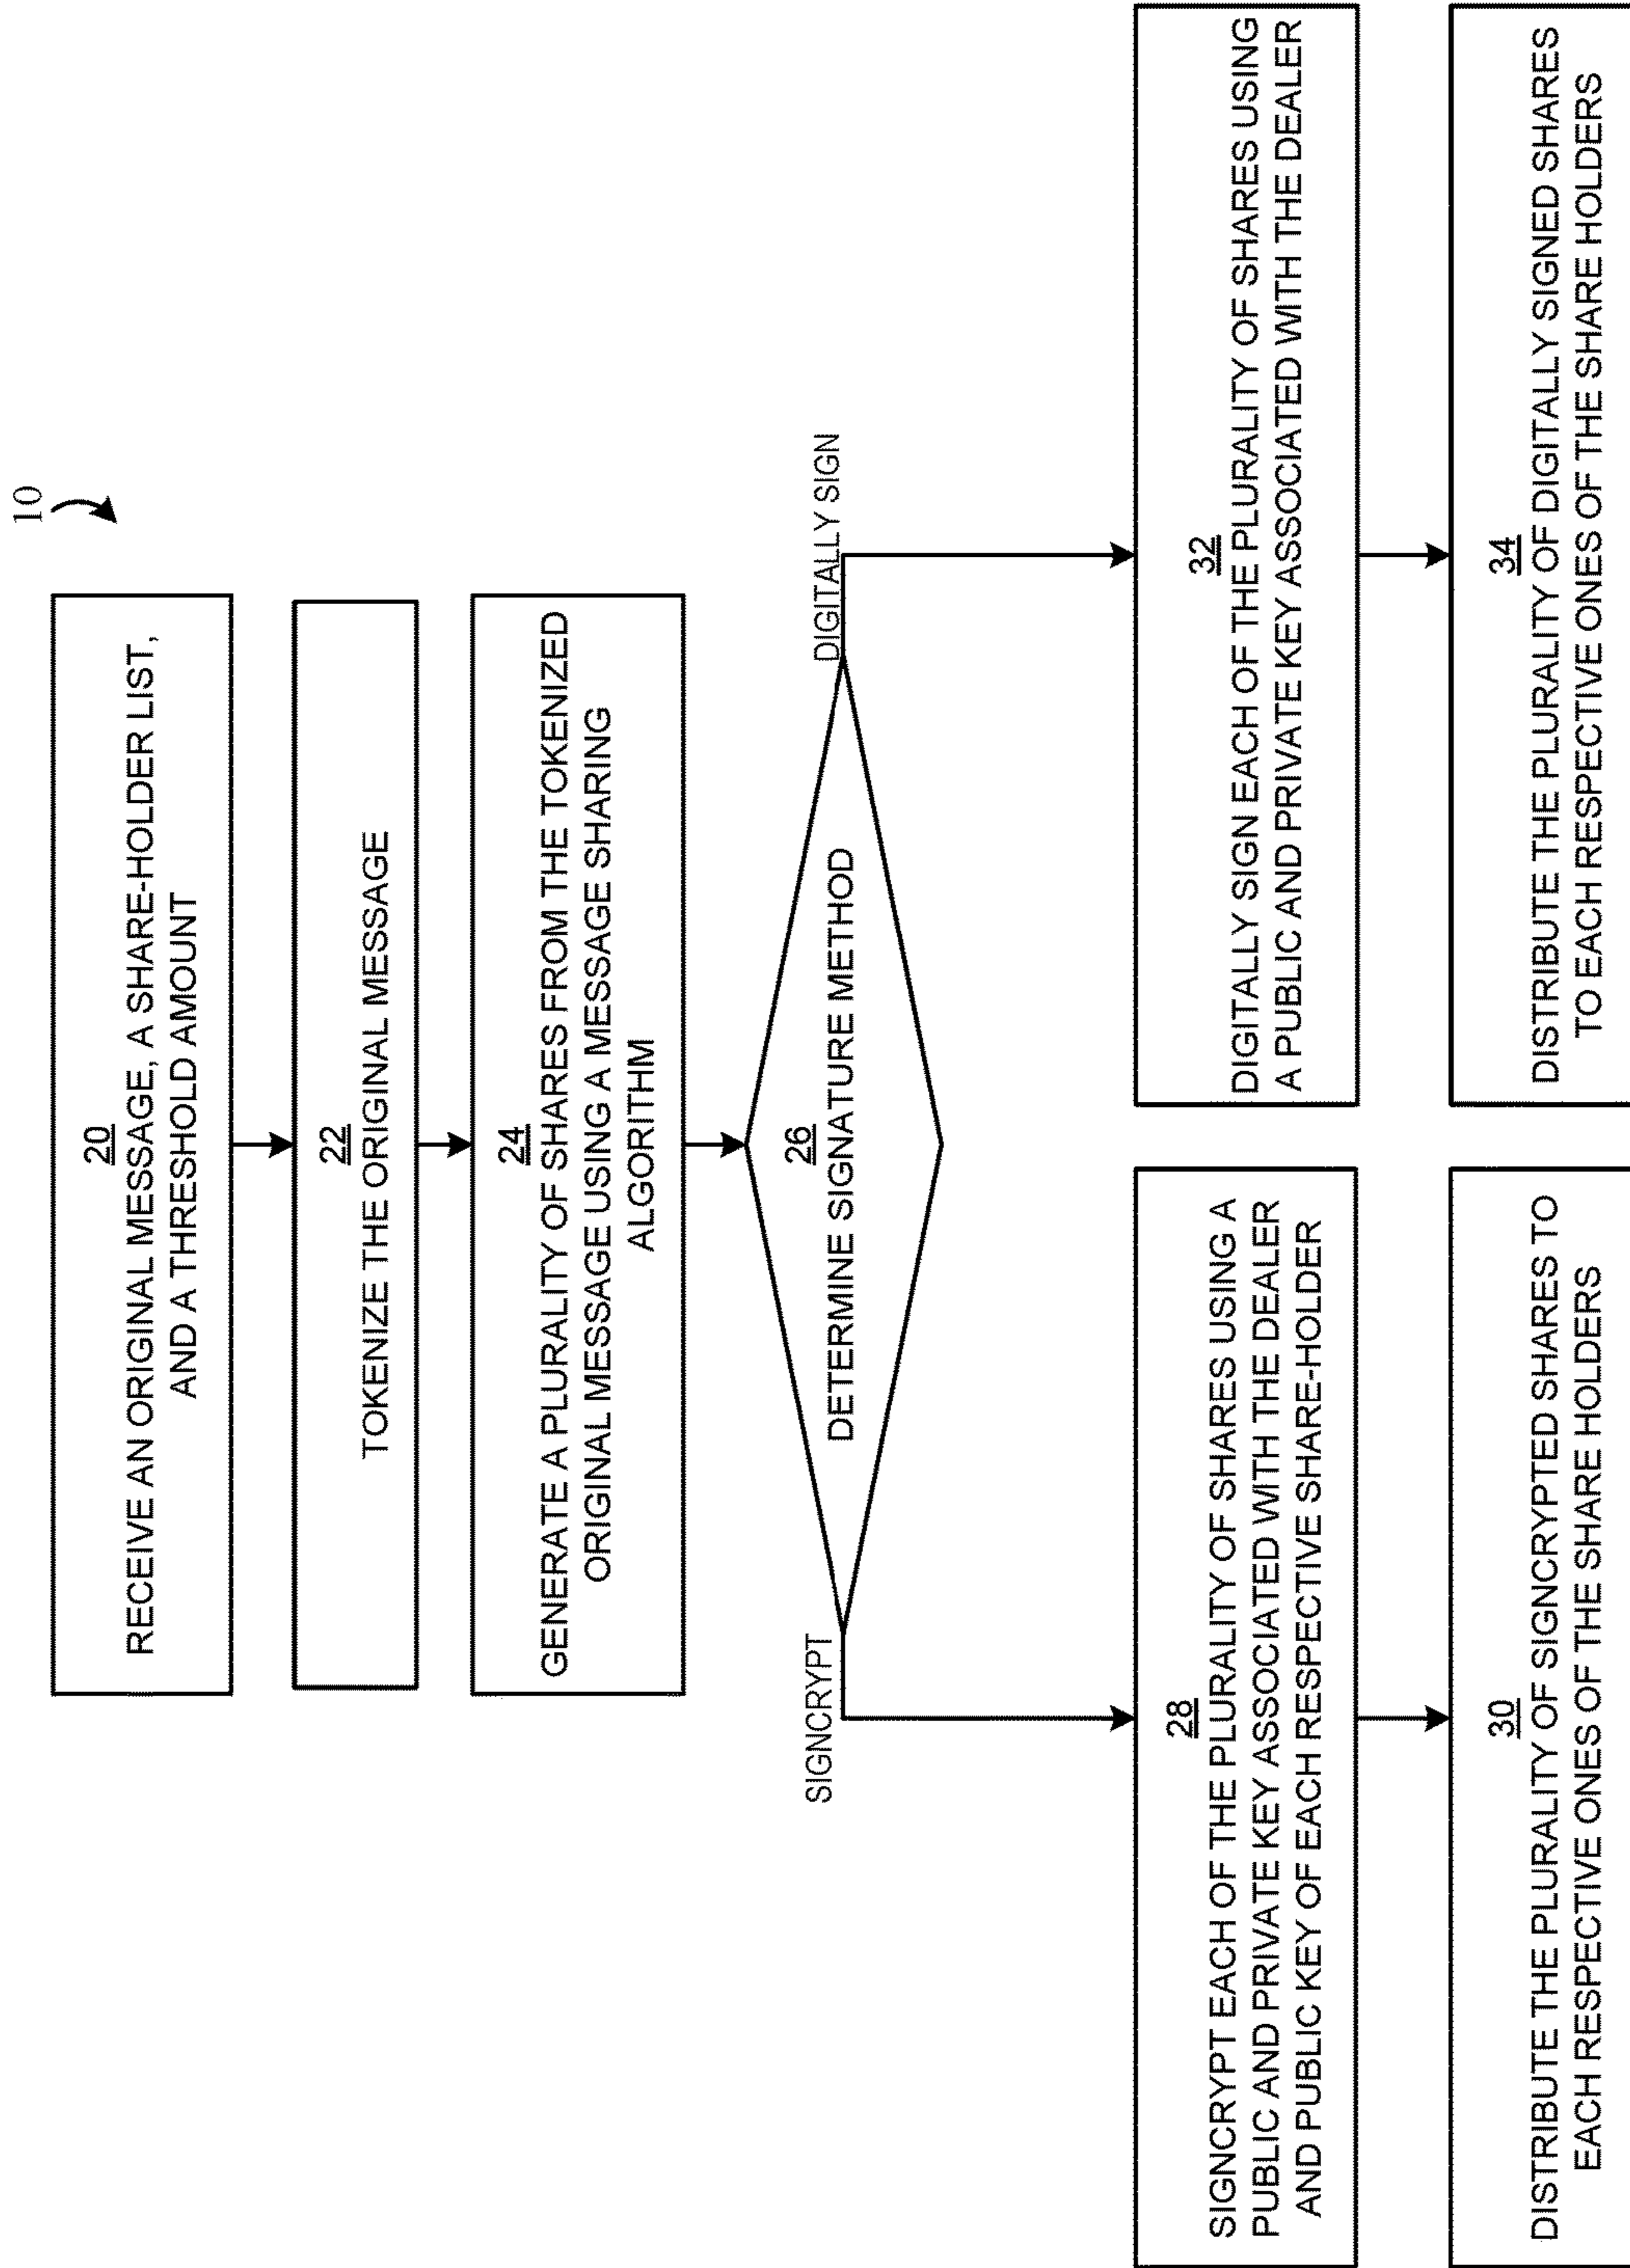 10
20
RECEIVE AN ORIGINAL MESSAGE, A SHARE-HOLDER LIST,
AND A THRESHOLD AMOUNT
22
TOKENIZE THE ORIGINAL MESSAGE
24
GENERATE A PLURALITY OF SHARES FROM THE TOKENIZED
ORIGINAL MESSAGE USING A MESSAGE SHARING
ALGORITHM
26
DETERMINE SIGNATURE METHOD
SIGNCRYPT
DIGITALLY SIGN
28
SIGNCRYPT EACH OF THE PLURALITY OF SHARES USING A
PUBLIC AND PRIVATE KEY ASSOCIATED WITH THE DEALER
AND PUBLIC KEY OF EACH RESPECTIVE SHARE-HOLDER
30
DISTRIBUTE THE PLURALITY OF SIGNCRYPTED SHARES TO
EACH RESPECTIVE ONES OF THE SHARE HOLDERS
32
DIGITALLY SIGN EACH OF THE PLURALITY OF SHARES USING
A PUBLIC AND PRIVATE KEY ASSOCIATED WITH THE DEALER
34
DISTRIBUTE THE PLURALITY OF DIGITALLY SIGNED SHARES
TO EACH RESPECTIVE ONES OF THE SHARE HOLDERS